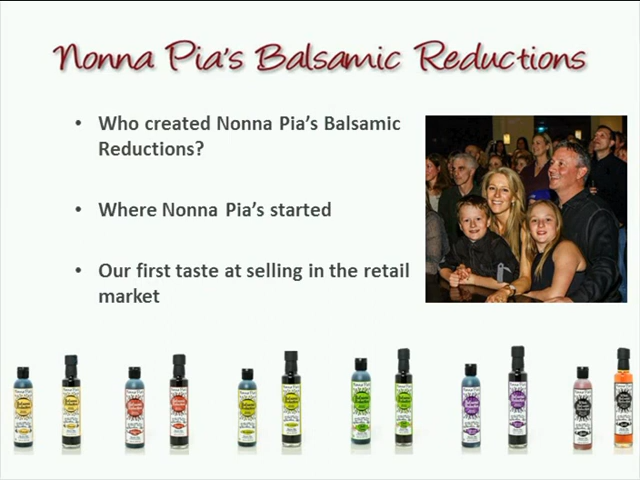 Nonna Pia's Balsamic Reductions
• Who created Nonna Pia's Balsamic
Reductions?
• Where Nonna Pia's started
• Our first taste at selling in the retail
market